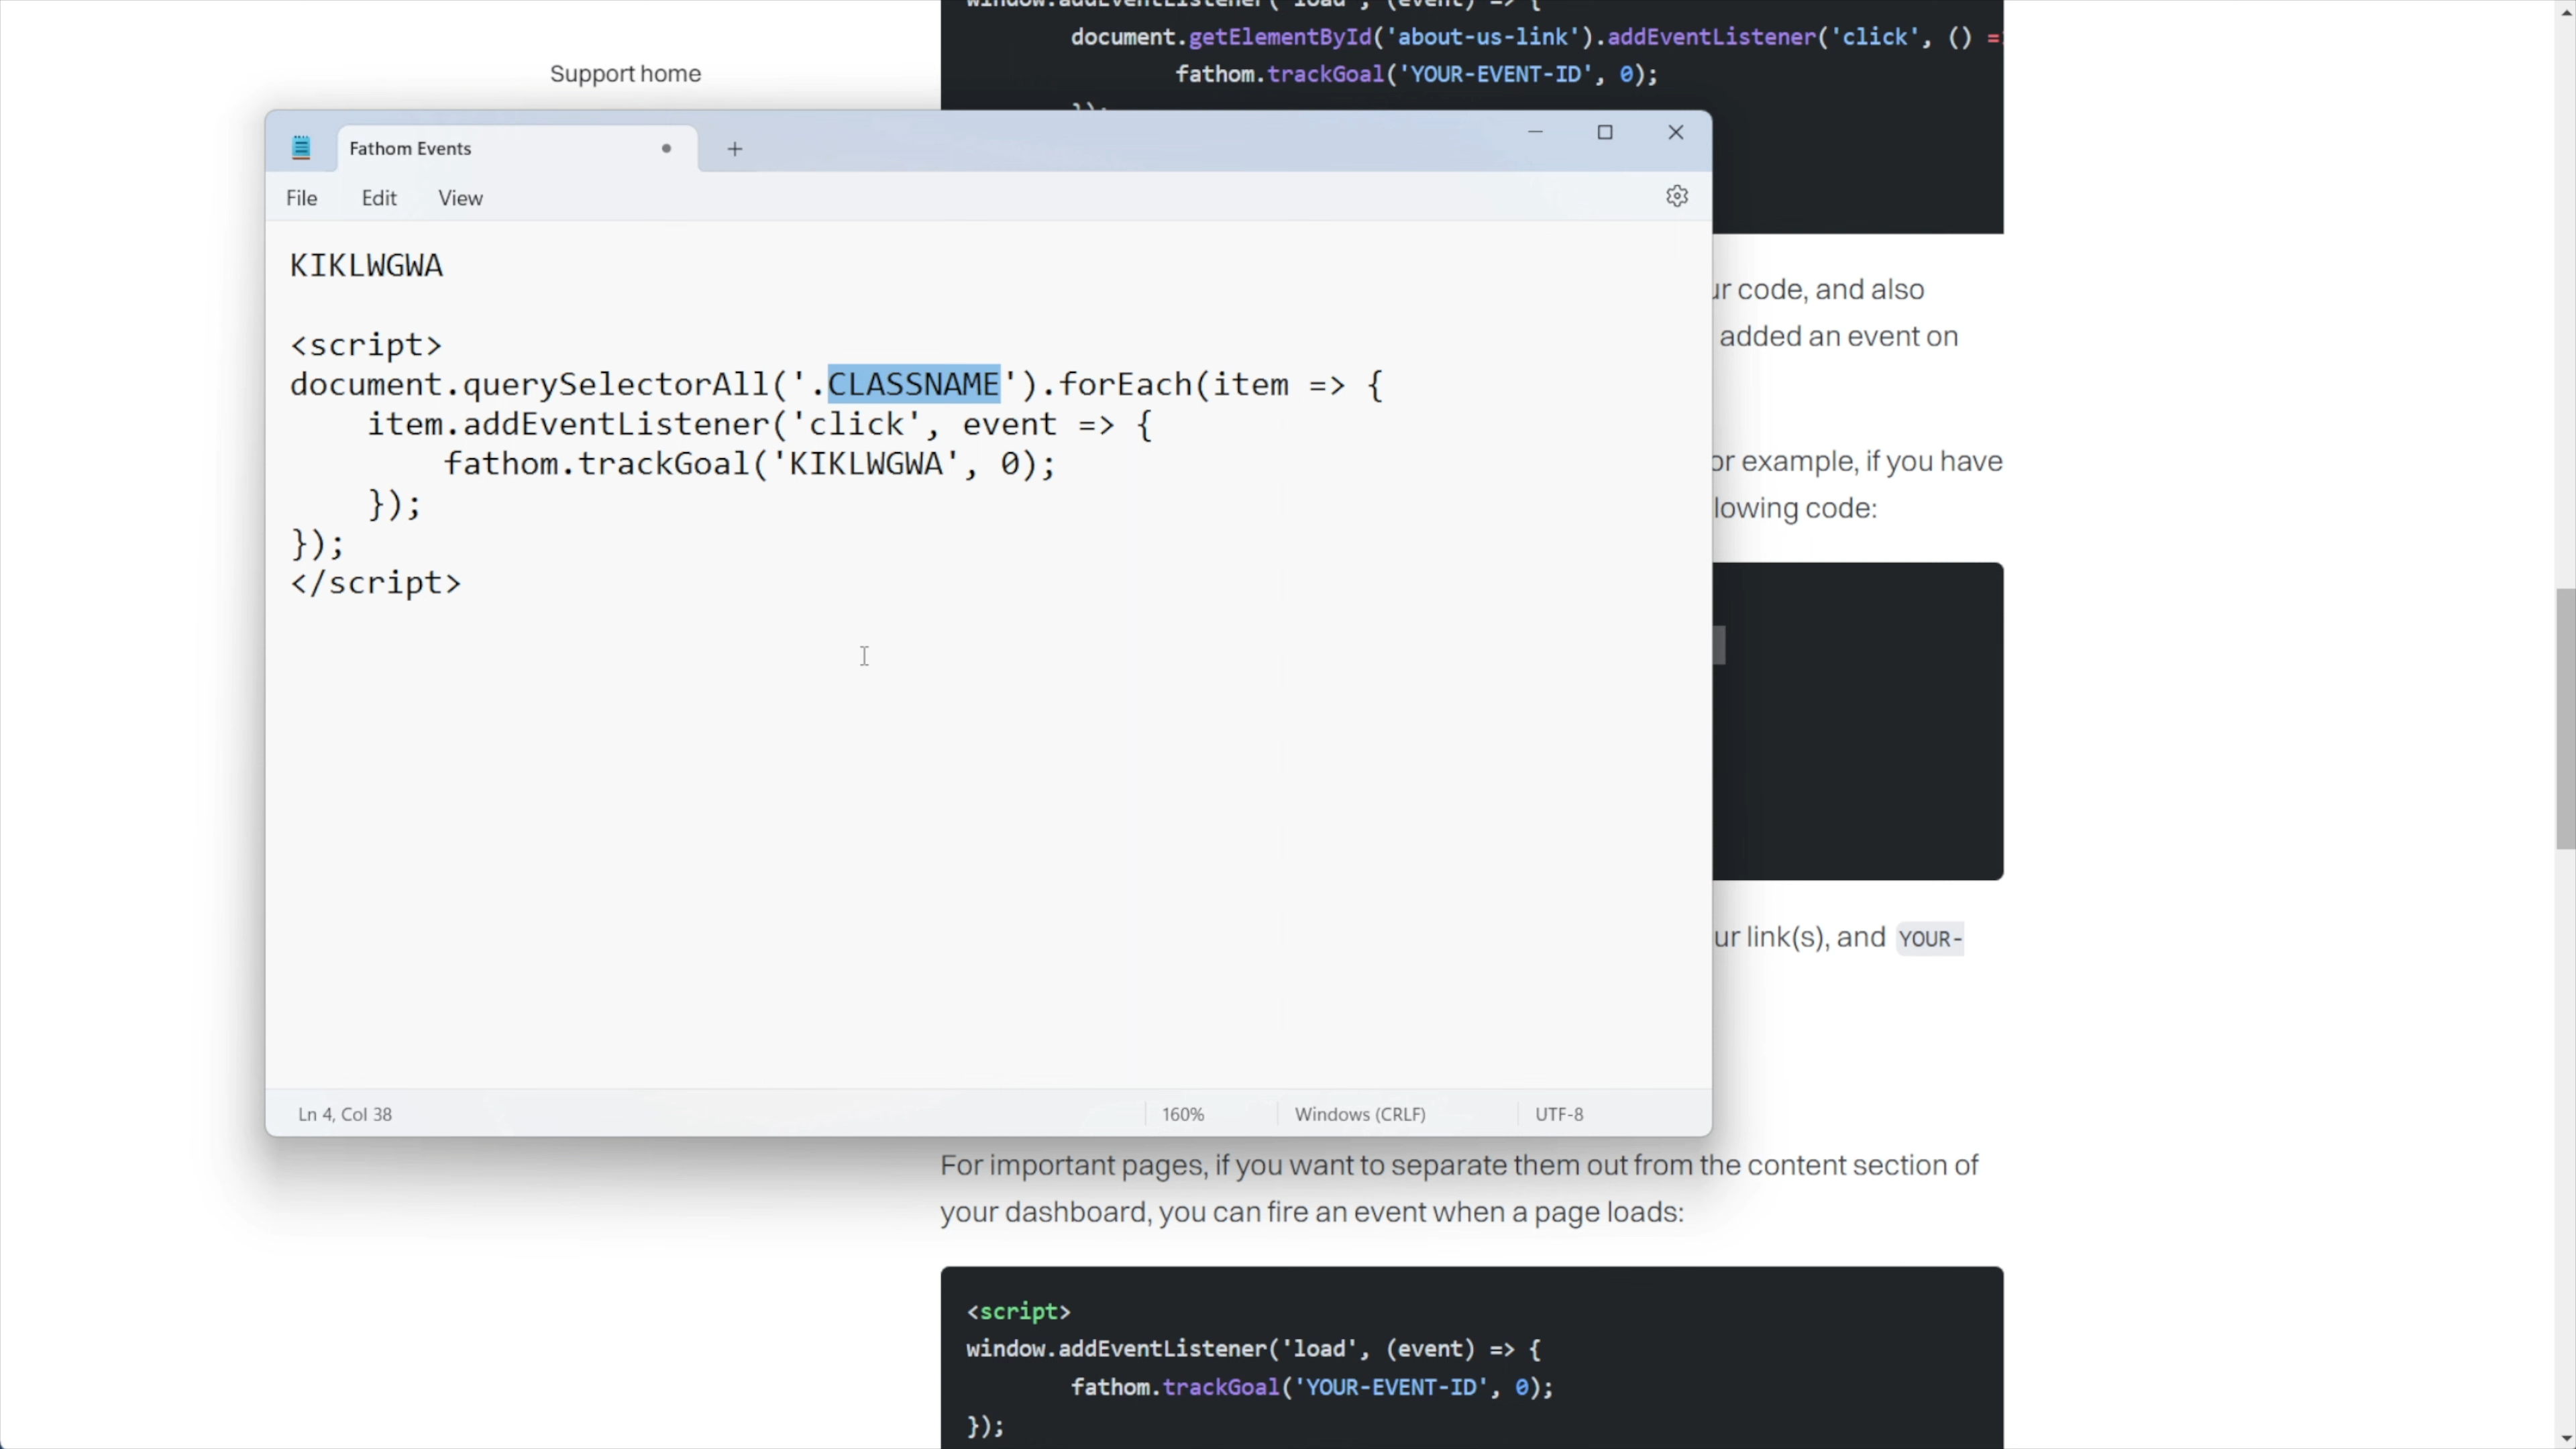 document.getElementById('about-us-link').addEventListener('click', () =
fathom.trackGoal('YOUR-EVENT-ID', 0);
Support home
Fathom Events
File Edit View
KIKLWGWA
<script>
document.querySelectorAll('.CLASSNAME').forEach(item => {
item.addEventListener('click', event => {
fathom.trackGoal('KIKLWGWA', 0);
});
});
</script>
Ln 4, Col 38
160%
Windows (CRLF)
UTF-8
ur code, and also
added an event on
or example, if you have
lowing code:
ur link(s), and YOUR-
For important pages, if you want to separate them out from the content section of
your dashboard, you can fire an event when a page loads:
<script>
window.addEventListener('load', (event) => {
fathom.trackGoal('YOUR-EVENT-ID', 0);
});